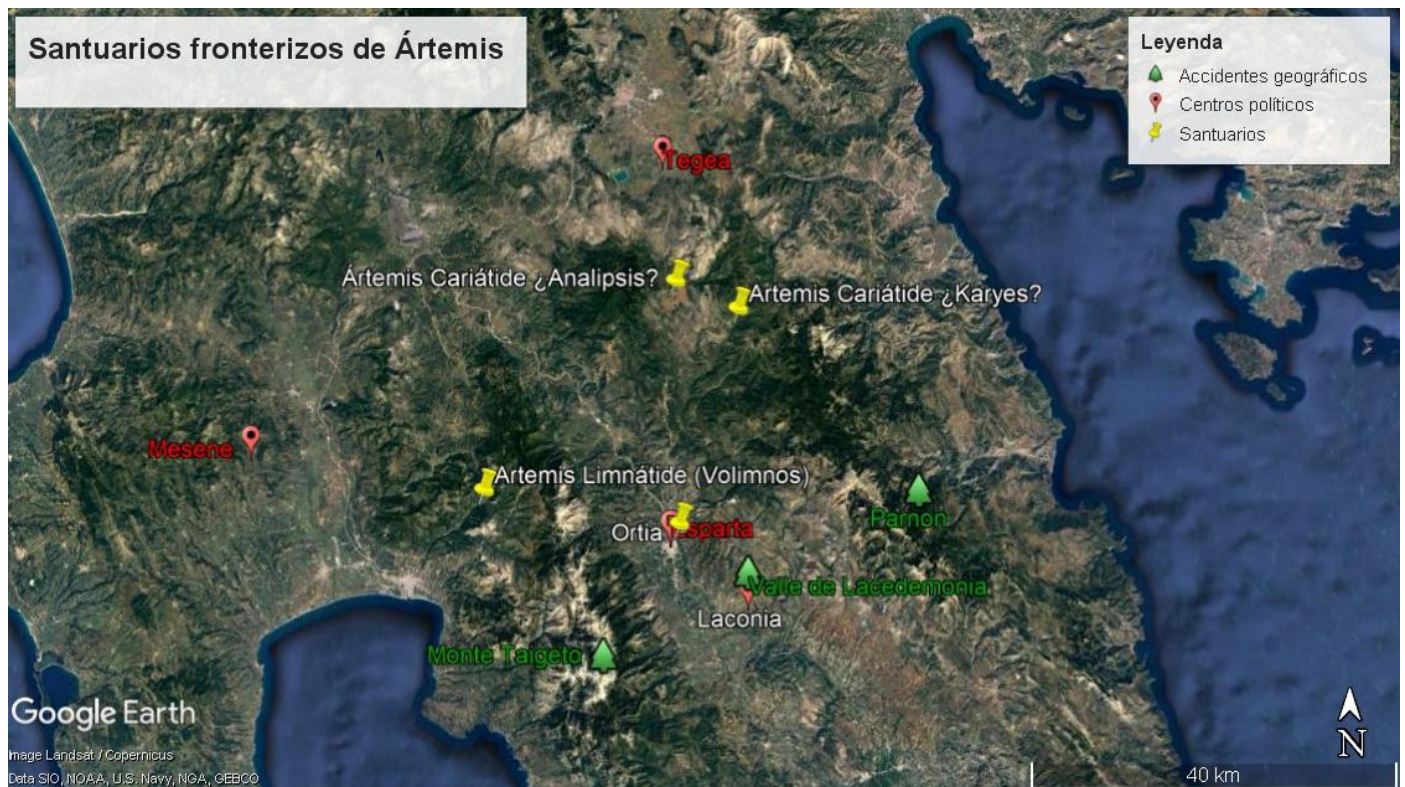 Santuarios fronterizos de Ártemis
Leyenda
Accidentes geográficos
Centros políticos
Santuarios
Tegea
Ártemis Cariátide ¿Analipsis?
Artemis Cariátide ¿Karyes?
Mesene
Artemis Limnátide (Volimnos)
Parnon
Ortia
Esparta
Valle de Lacedemonia
Laconia
Monte Taigeto
Google Earth
Image Landsat / Copernicus
Data SIO, NOAA, U.S. Navy, NGA, GEBCO
N
40 km